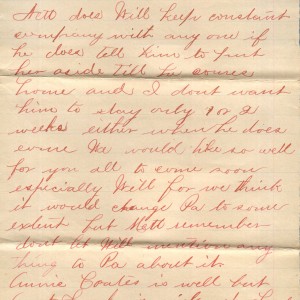 does Will keep constant
company with any one if
he does tell him to put
her aside till he comes
home and I dont want
him to stay only 1 or 2
weeks either when he does
come We would like so well
for you all to come soon
especially Will for we think
it would change Pa to some
extent but Mell remember
dont let Will mention any
thing to Pa about it
Annie Coates is well but